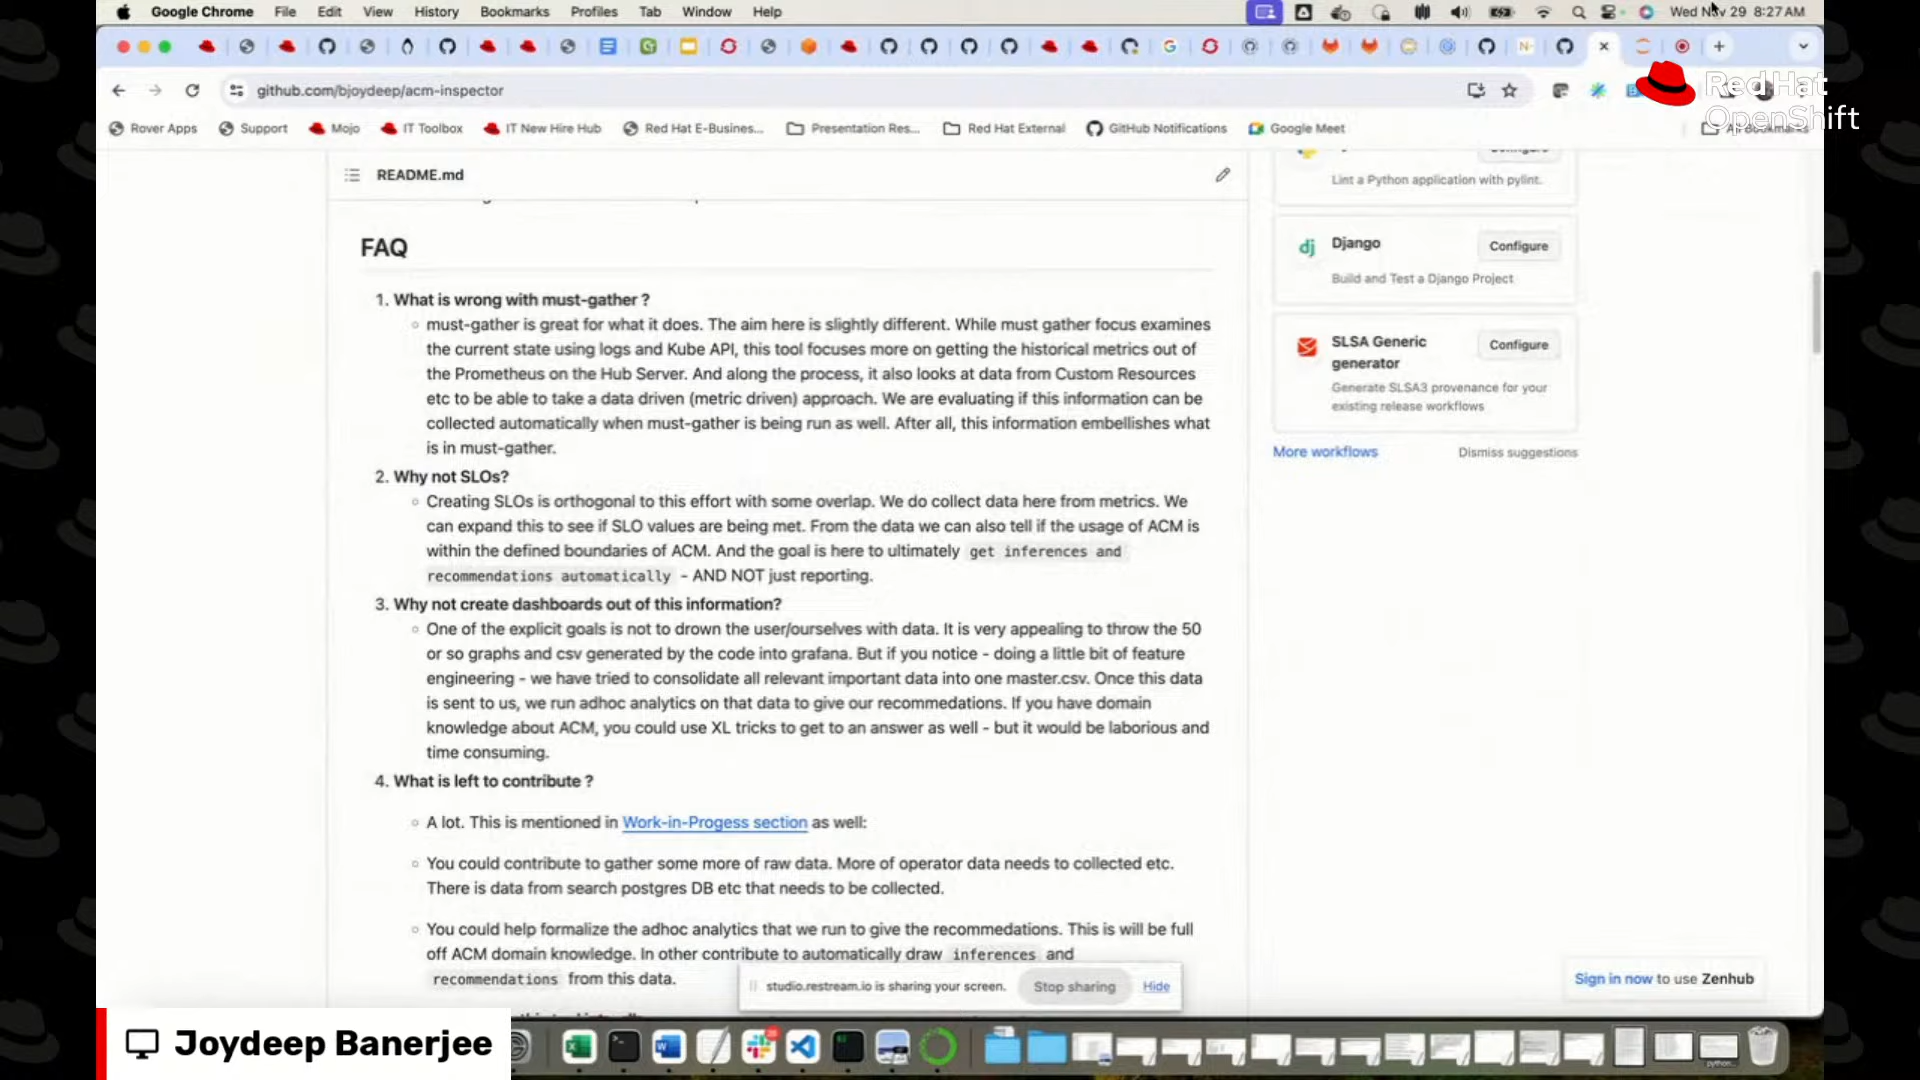 Google Chrome File Edit View History Bookmarks Profiles Tab Window Help Wed Nov 29 8:27AM
github.com/bjoydeep/acm-inspector
Red Hat
OpenShift
Rover Apps Support Mojo IT Toolbox IT New Hire Hub Red Hat E-Busines... Presentation Res... Red Hat External GitHub Notifications Google Meet All Bookmarks
README.md
FAQ
1. What is wrong with must-gather ?
must-gather is great for what it does. The aim here is slightly different. While must gather focus examines
the current state using logs and Kube API, this tool focuses more on getting the historical metrics out of
the Prometheus on the Hub Server. And along the process, it also looks at data from Custom Resources
etc to be able to take a data driven (metric driven) approach. We are evaluating if this information can be
collected automatically when must-gather is being run as well. After all, this information embellishes what
is in must-gather.
2. Why not SLOs?
Creating SLOs is orthogonal to this effort with some overlap. We do collect data here from metrics. We
can expand this to see if SLO values are being met. From the data we can also tell if the usage of ACM is
within the defined boundaries of ACM. And the goal is here to ultimately get inferences and
recommendations automatically - AND NOT just reporting.
3. Why not create dashboards out of this information?
One of the explicit goals is not to drown the user/ourselves with data. It is very appealing to throw the 50
or so graphs and csv generated by the code into grafana. But if you notice - doing a little bit of feature
engineering - we have tried to consolidate all relevant important data into one master.csv. Once this data
is sent to us, we run adhoc analytics on that data to give our recommedations. If you have domain
knowledge about ACM, you could use XL tricks to get to an answer as well - but it would be laborious and
time consuming.
4. What is left to contribute ?
A lot. This is mentioned in Work-in-Progess section as well:
You could contribute to gather some more of raw data. More of operator data needs to collected etc.
There is data from search postgres DB etc that needs to be collected.
You could help formalize the adhoc analytics that we run to give the recommedations. This is will be full
off ACM domain knowledge. In other contribute to automatically draw inferences and
recommendations from this data.
Configure
Lint a Python application with pylint.
dj Django Configure
Build and Test a Django Project
SLSA Generic
generator
Configure
Generate SLSA3 provenance for your
existing release workflows
More workflows Dismiss suggestions
Sign in now to use Zenhub
studio.restream.io is sharing your screen. Stop sharing Hide
Joydeep Banerjee